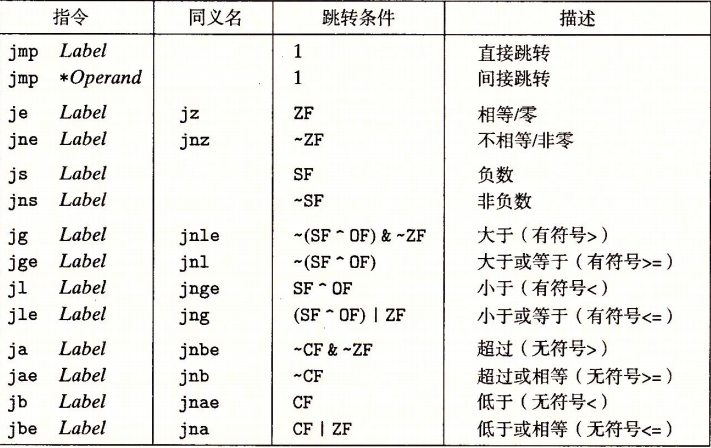 指令 同义名 跳转条件 描述
jmp Label 1 直接跳转
jmp *Operand 1 间接跳转
je Label jz ZF 相等/零
jne Label jnz ~ZF 不相等/非零
js Label SF 负数
jns Label ~SF 非负数
jg Label jnle ~(SF ^ OF) & ~ZF 大于（有符号>）
jge Label jnl ~(SF ^ OF) 大于或等于（有符号>=）
jl Label jnge SF ^ OF 小于（有符号<）
jle Label jng (SF ^ OF) | ZF 小于或等于（有符号<=）
ja Label jnbe ~CF & ~ZF 超过（无符号>）
jae Label jnb ~CF 超过或相等（无符号>=）
jb Label jnae CF 低于（无符号<）
jbe Label jna CF | ZF 低于或相等（无符号<=）